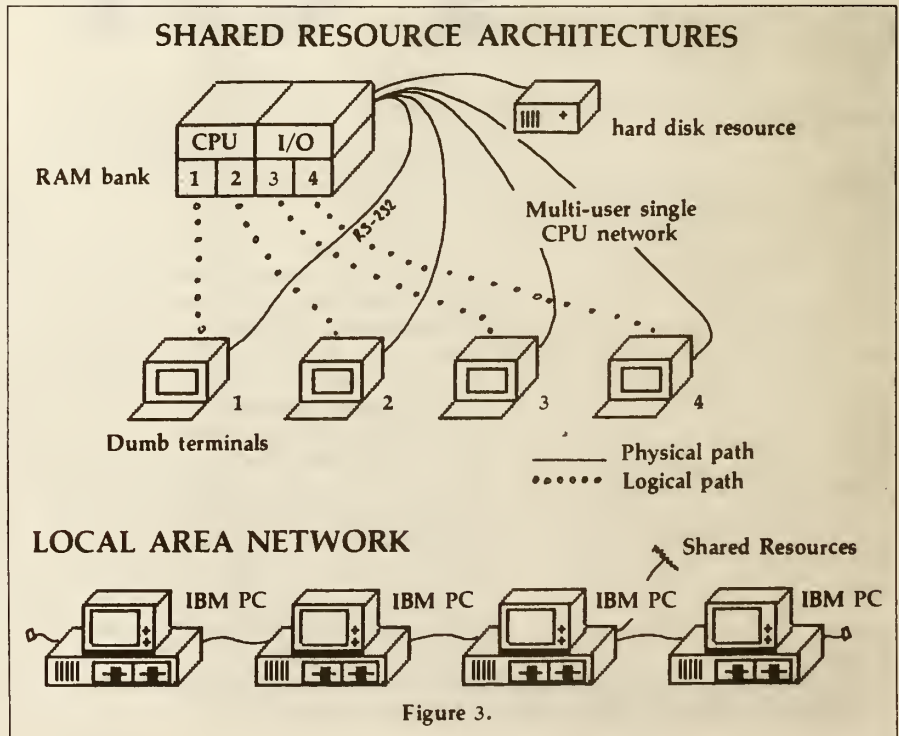 SHARED RESOURCE ARCHITECTURES
CPU I/O
hard disk resource
RAM bank
1 2 3 4
RS-232
Multi-user single
CPU network
1 2 3 4
Dumb terminals
Physical path
Logical path
LOCAL AREA NETWORK
Shared Resources
IBM PC IBM PC IBM PC IBM PC
Figure 3.